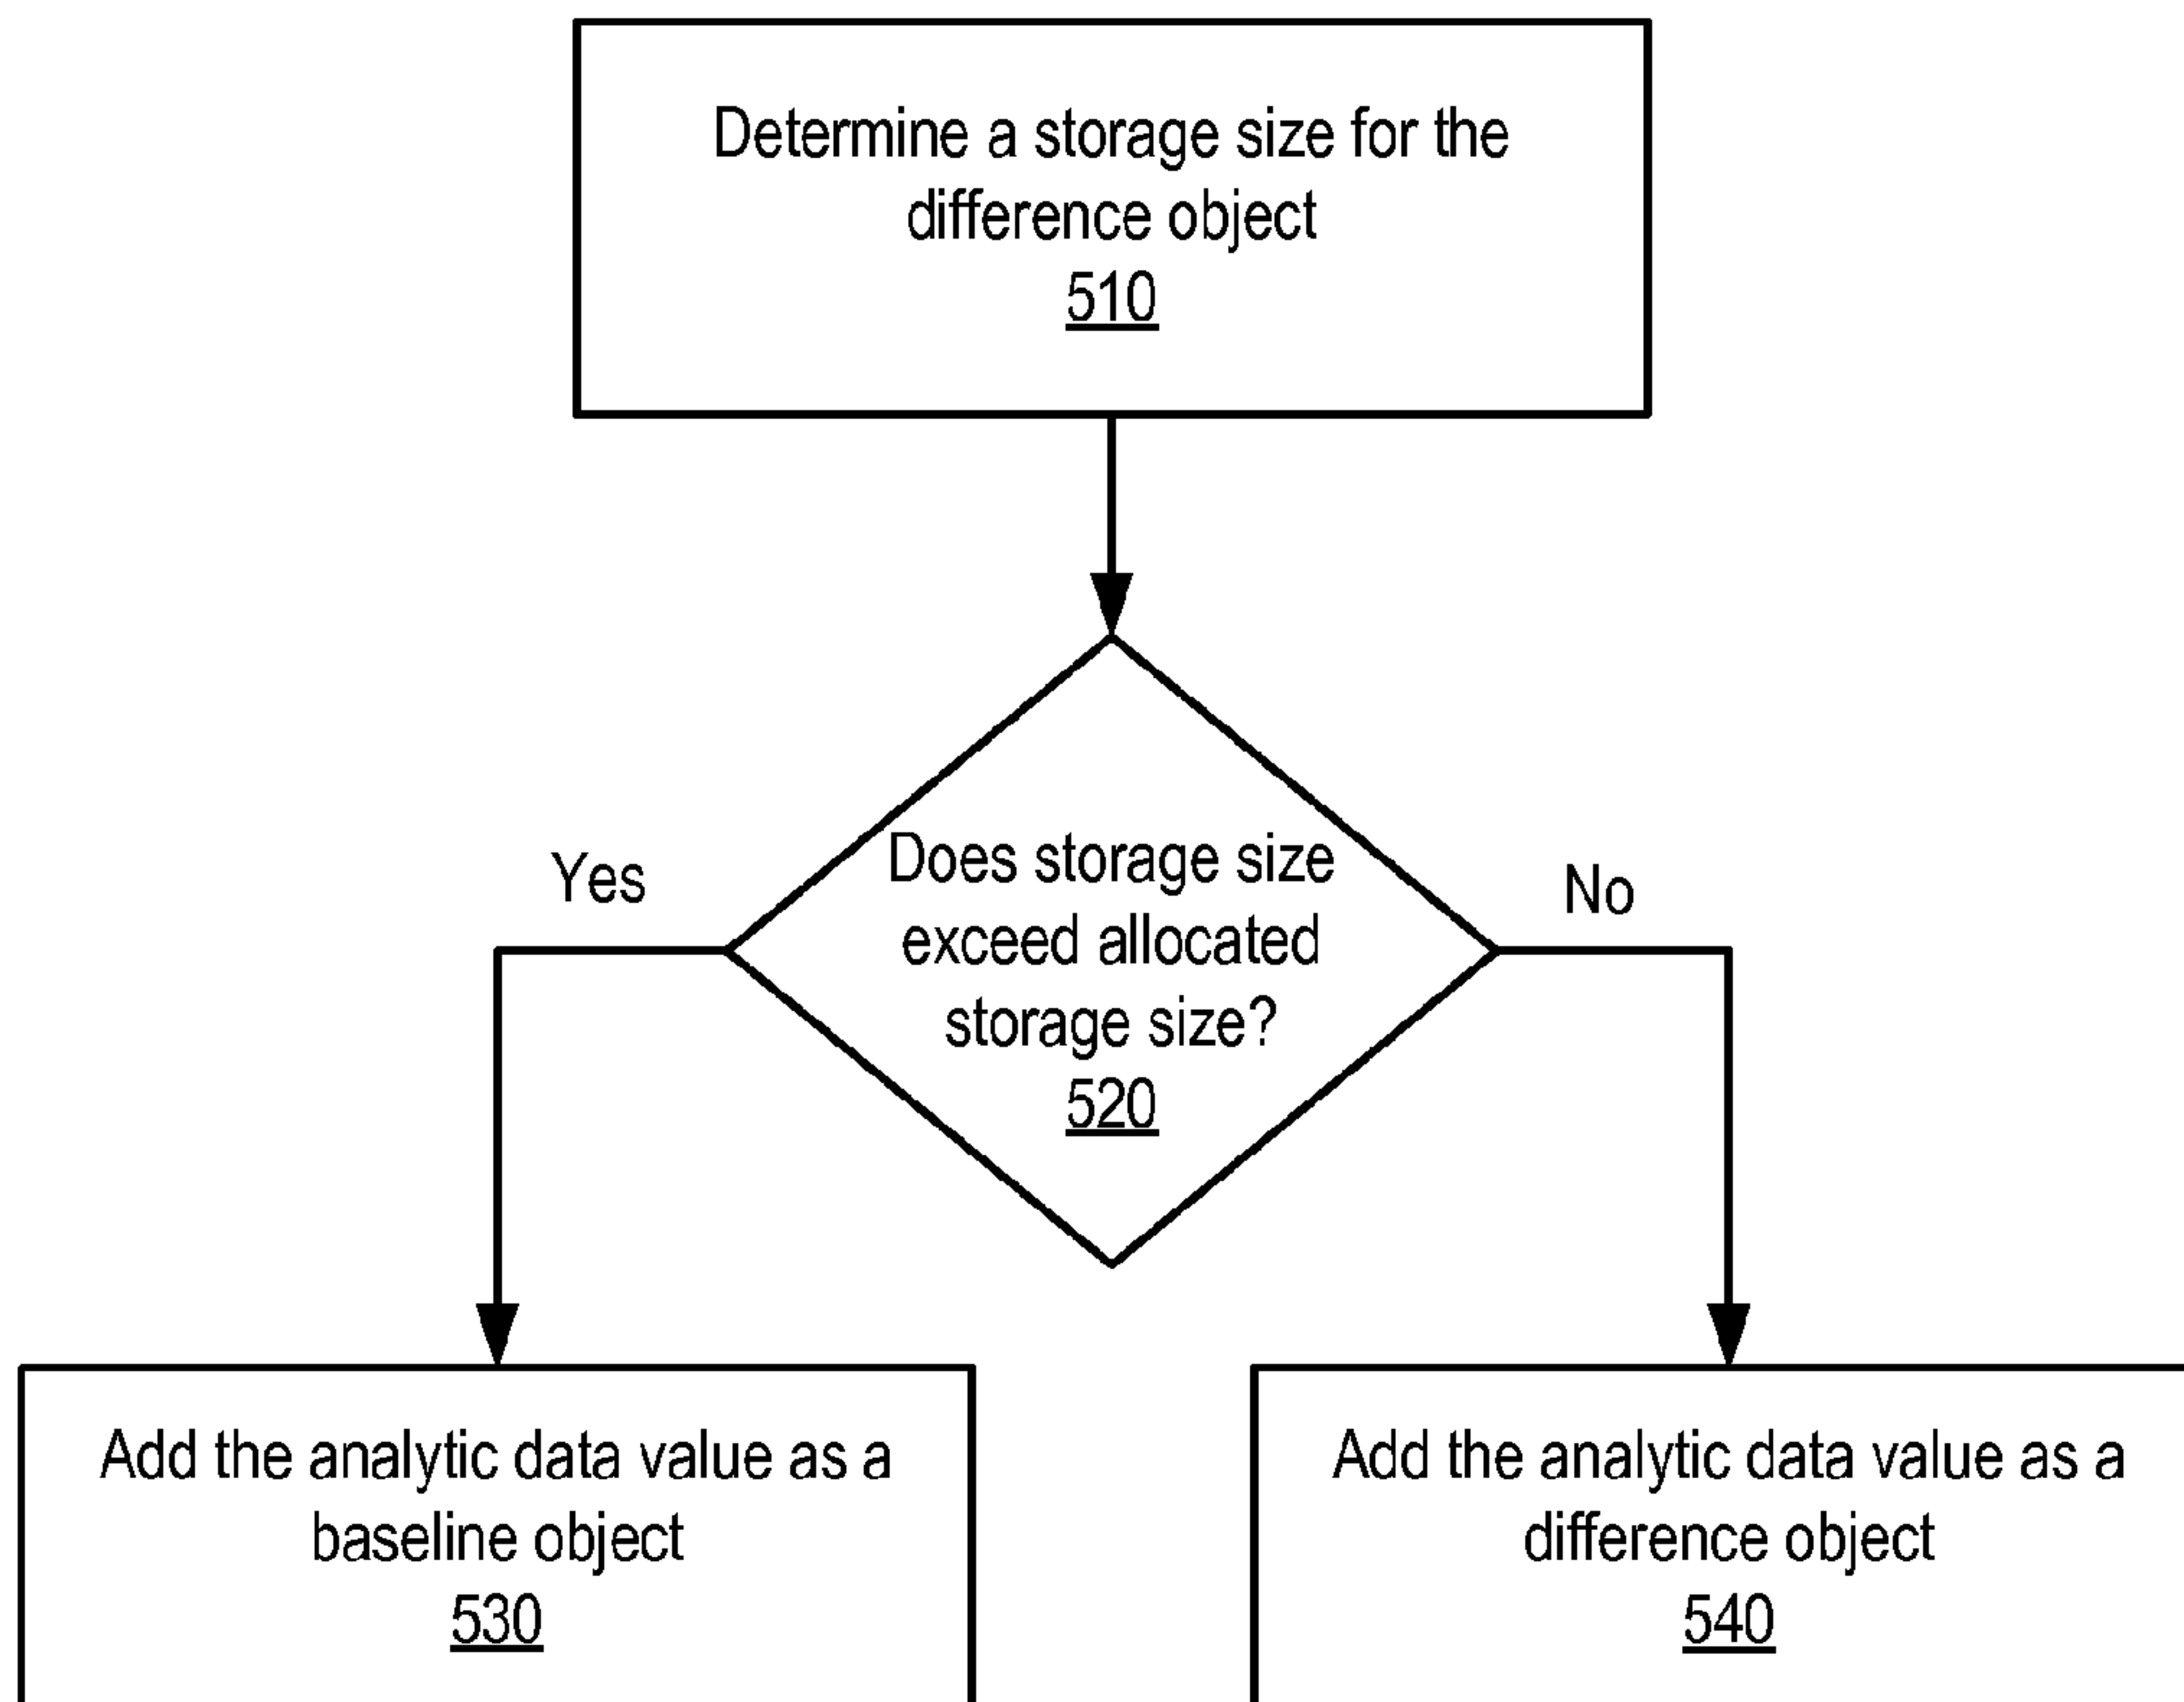 Determine a storage size for the
difference object
510
Does storage size
exceed allocated
storage size?
520
Yes
No
Add the analytic data value as a
baseline object
530
Add the analytic data value as a
difference object
540